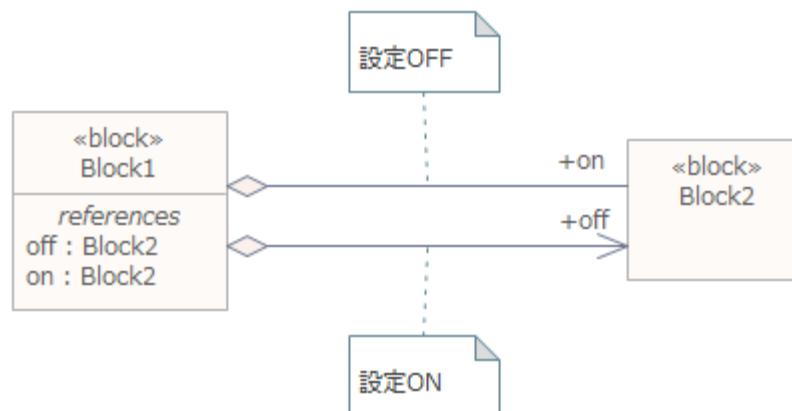 設定OFF
«block»
Block1
references
off : Block2
on : Block2
+on
+off
«block»
Block2
設定ON